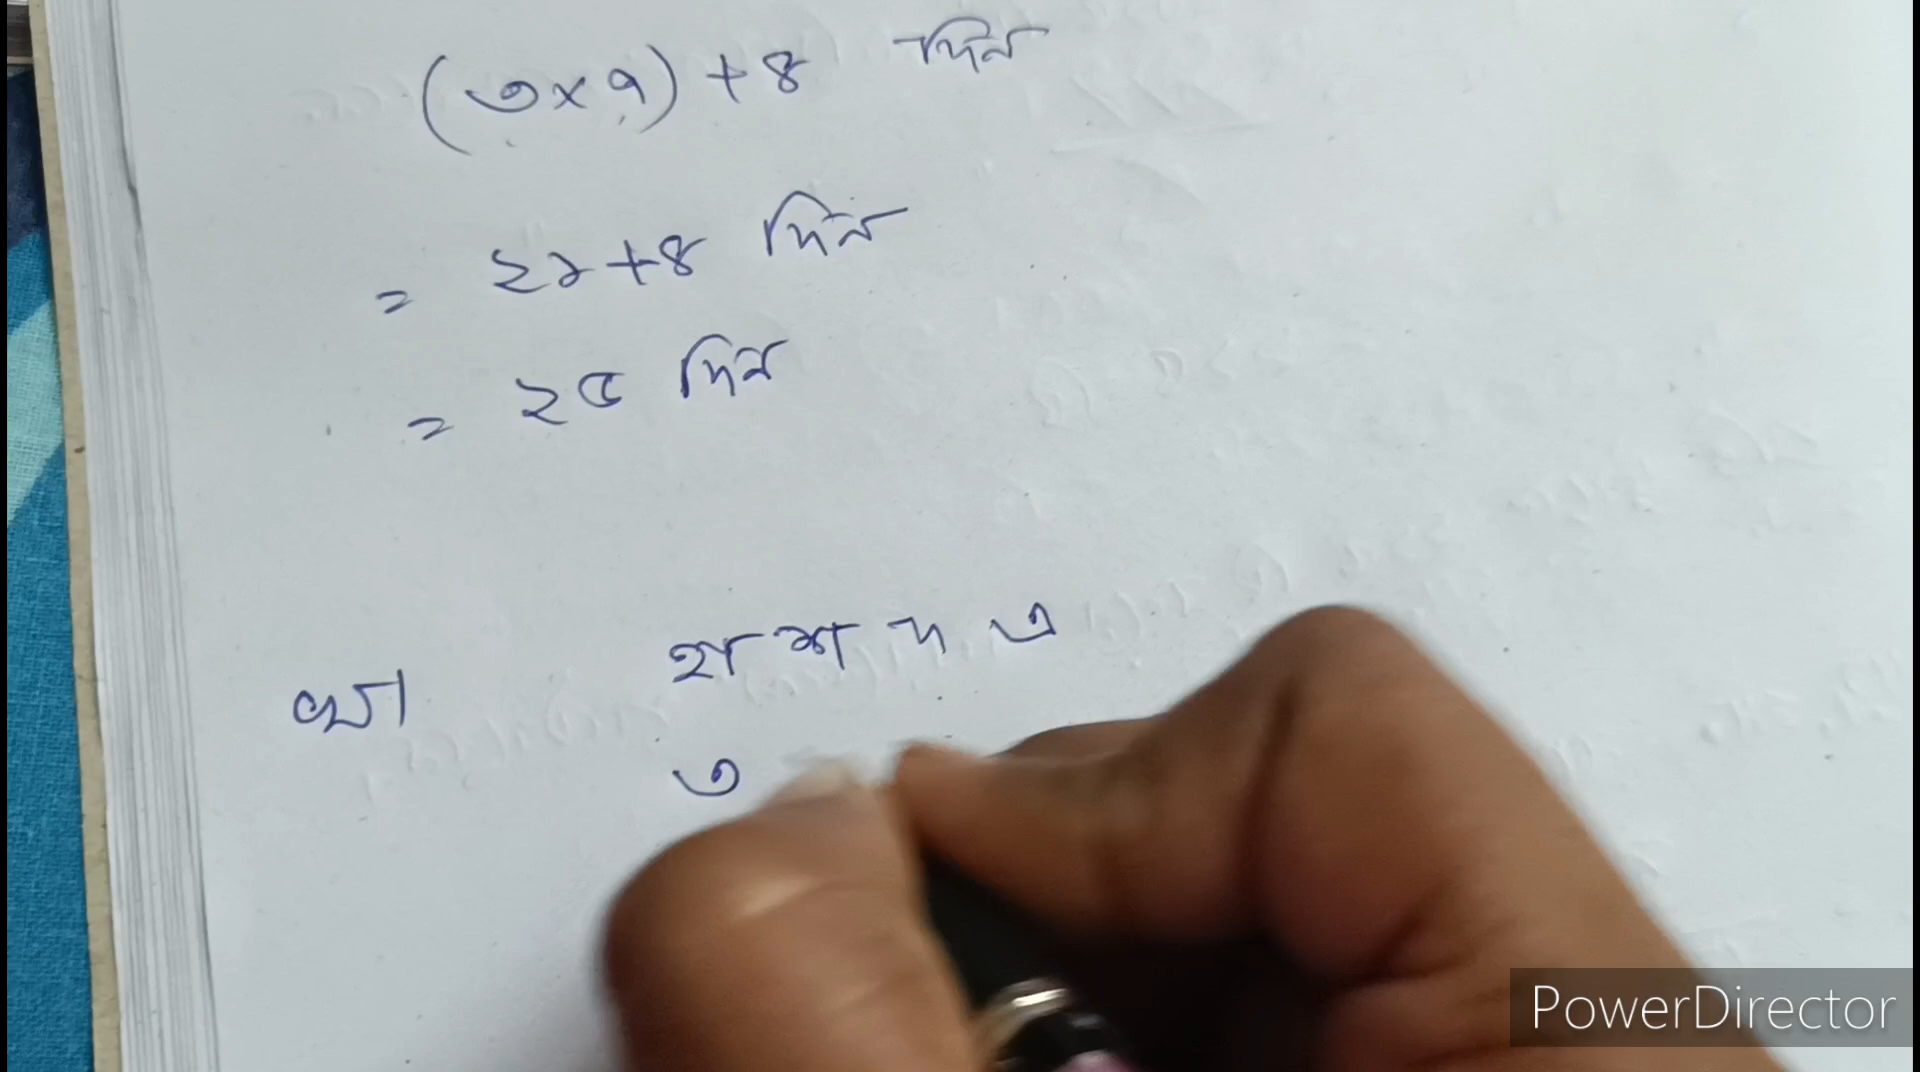 (৩×৭)+৪ দিন
= ২১+৪ দিন
= ২৫ দিন
খ। হা শ দ এ
৩
PowerDirector